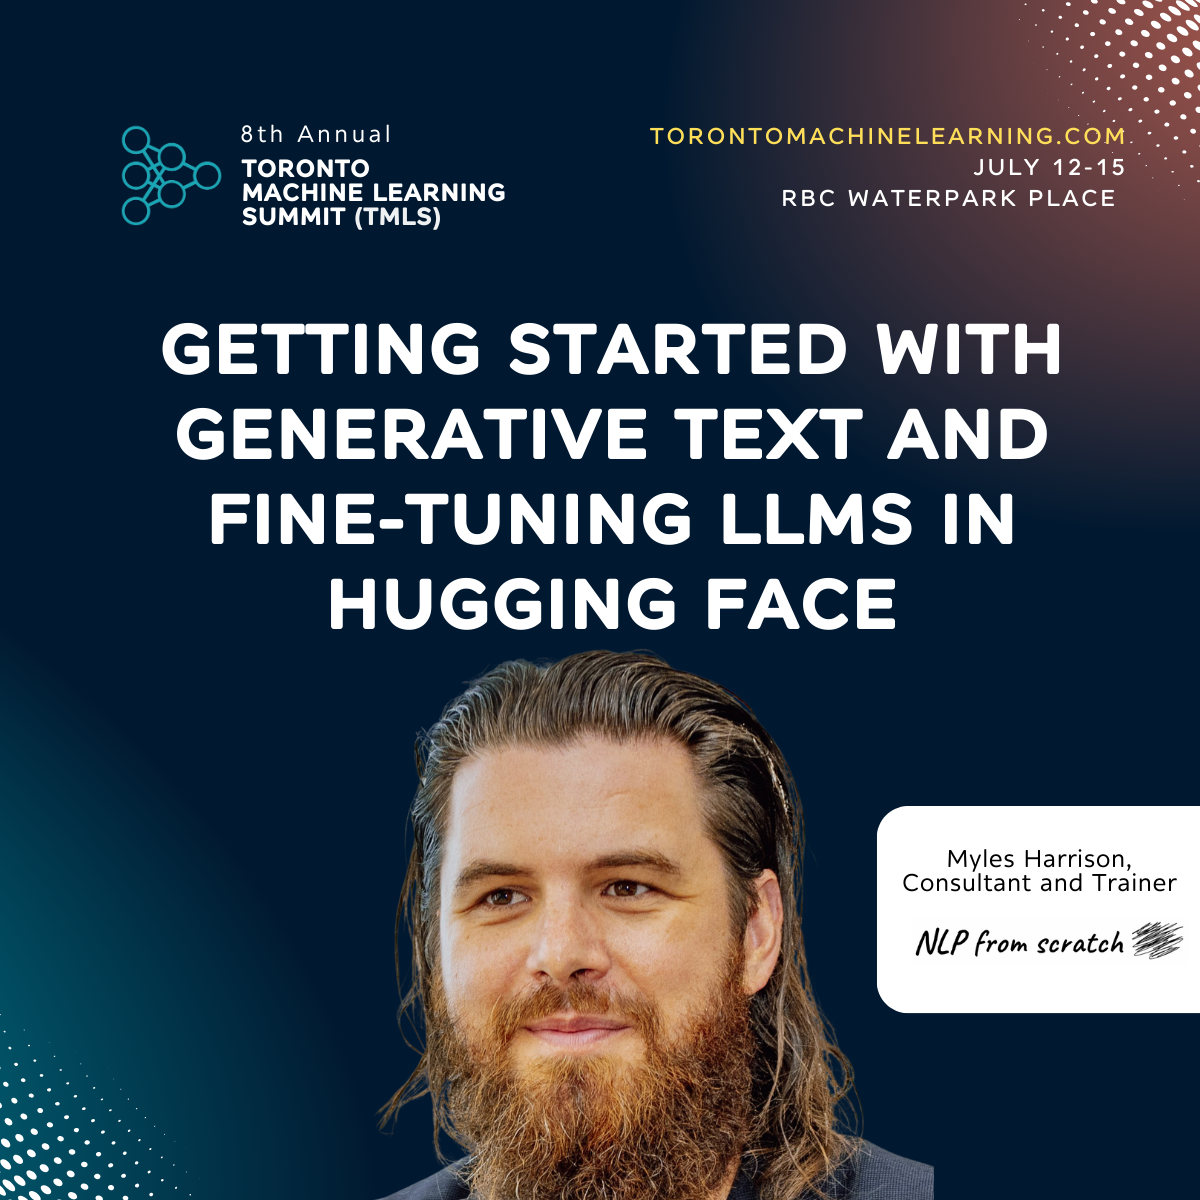 8th Annual
TORONTO
MACHINE LEARNING
SUMMIT (TMLS)
TORONTOMACHINELEARNING.COM
JULY 12-15
RBC WATERPARK PLACE
GETTING STARTED WITH
GENERATIVE TEXT AND
FINE-TUNING LLMS IN
HUGGING FACE
Myles Harrison,
Consultant and Trainer
NLP from scratch